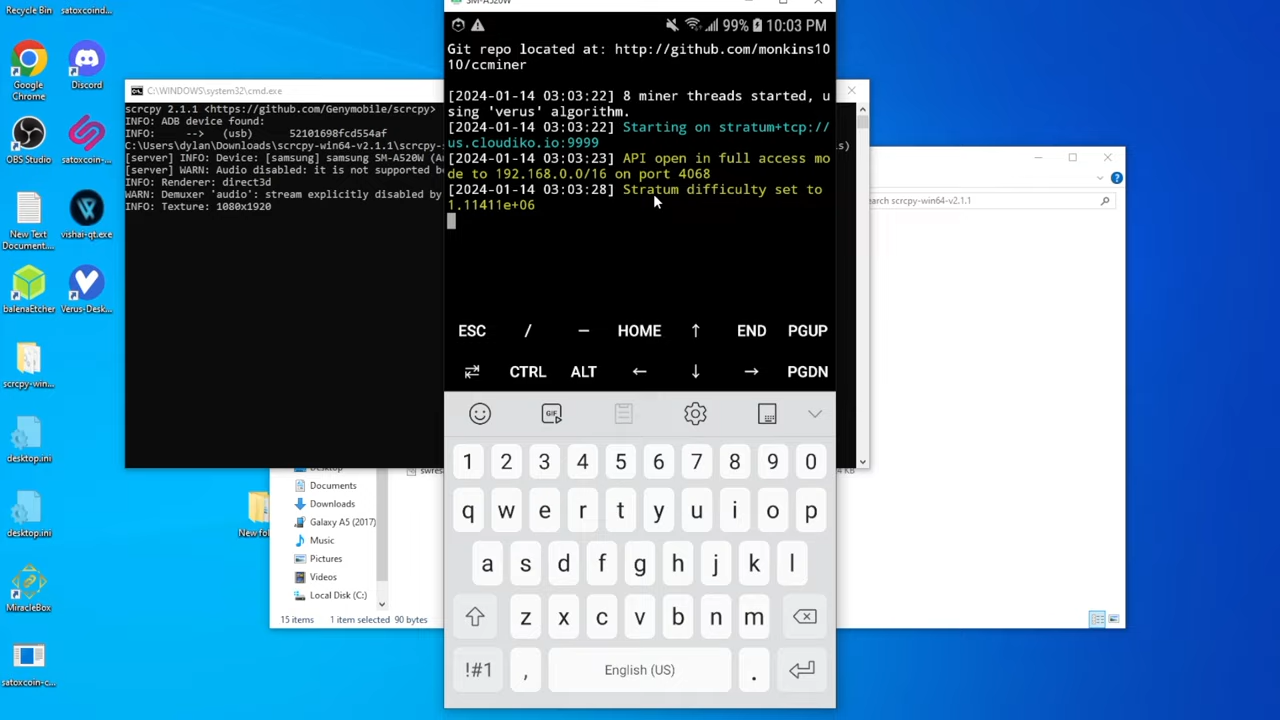 Recycle Bin
satoxcoind...
Google
Chrome
Discord
OBS Studio
satoxcoin-...
New Text
Document....
vishai-qt.exe
balenaEtcher
Verus-Desk...
scrcpy-win...
desktop.ini
desktop.ini
New fol
MiracleBox
satoxcoin-c...
C:\WINDOWS\system32\cmd.exe
scrcpy 2.1.1 <https://github.com/Genymobile/scrcpy>
INFO: ADB device found:
INFO: --> (usb) 52101698fcd554af
C:\Users\dylan\Downloads\scrcpy-win64-v2.1.1\scrcpy-
[server] INFO: Device: [samsung] samsung SM-A520W (An
[server] WARN: Audio disabled: it is not supported be
INFO: Renderer: direct3d
WARN: Demuxer 'audio': stream explicitly disabled by
INFO: Texture: 1080x1920
SM-A520W
99% 10:03 PM
Git repo located at: http://github.com/monkins10
10/ccminer
[2024-01-14 03:03:22] 8 miner threads started, u
sing 'verus' algorithm.
[2024-01-14 03:03:22] Starting on stratum+tcp://
us.cloudiko.io:9999
[2024-01-14 03:03:23] API open in full access mo
de to 192.168.0.0/16 on port 4068
[2024-01-14 03:03:28] Stratum difficulty set to
1.11411e+06
ESC / – HOME ↑ END PGUP
CTRL ALT ← ↓ → PGDN
GIF
1 2 3 4 5 6 7 8 9 0
q w e r t y u i o p
a s d f g h j k l
z x c v b n m
!#1 , English (US) .
earch scrcpy-win64-v2.1.1
Desktop
Documents
Downloads
Galaxy A5 (2017)
Music
Pictures
Videos
Local Disk (C:)
15 items 1 item selected 90 bytes